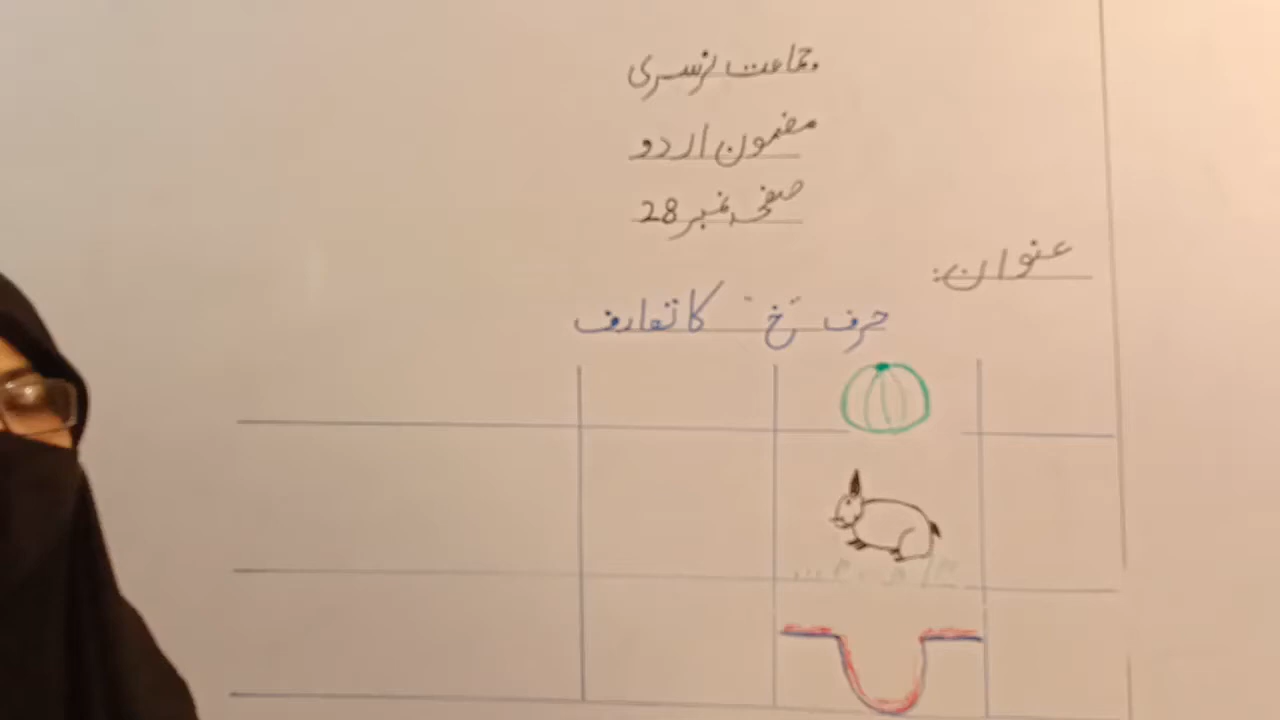 جماعت نرسری
مضمون اردو
صفحہ نمبر 28
عنوان:
حرف "خ" کا تعارف